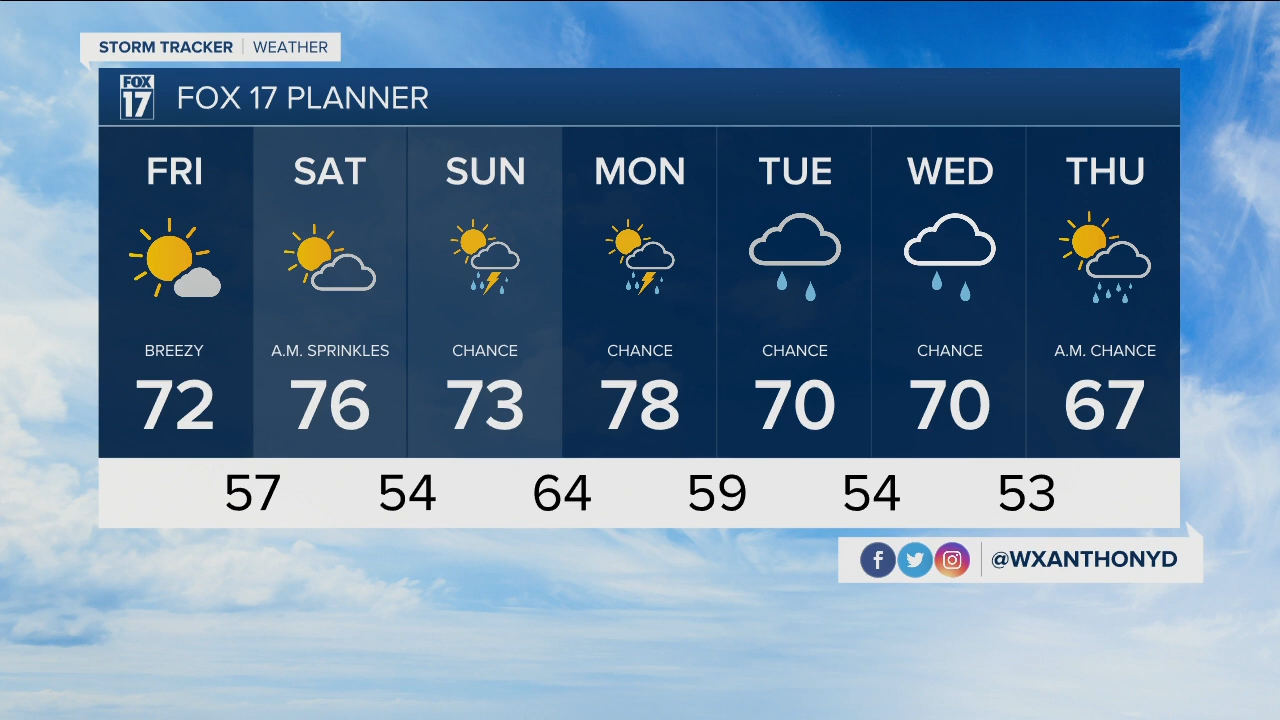 STORM TRACKER | WEATHER
FOX 17
FOX 17 PLANNER
FRI SAT SUN MON TUE WED THU
BREEZY A.M. SPRINKLES CHANCE CHANCE CHANCE CHANCE A.M. CHANCE
72 76 73 78 70 70 67
57 54 64 59 54 53
f @WXANTHONYD